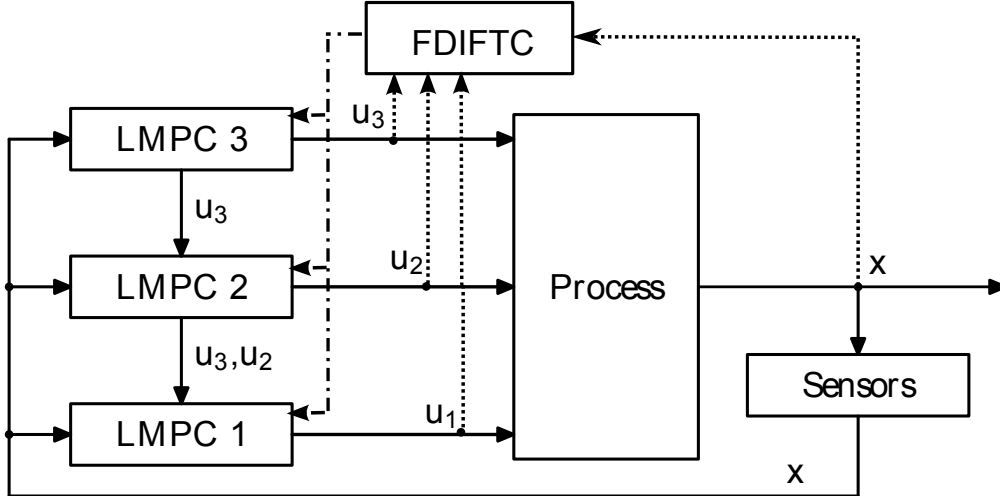 FDIFTC
u3
LMPC 3
u3
u2
x
LMPC 2
Process
u3,u2
Sensors
u1
LMPC 1
x